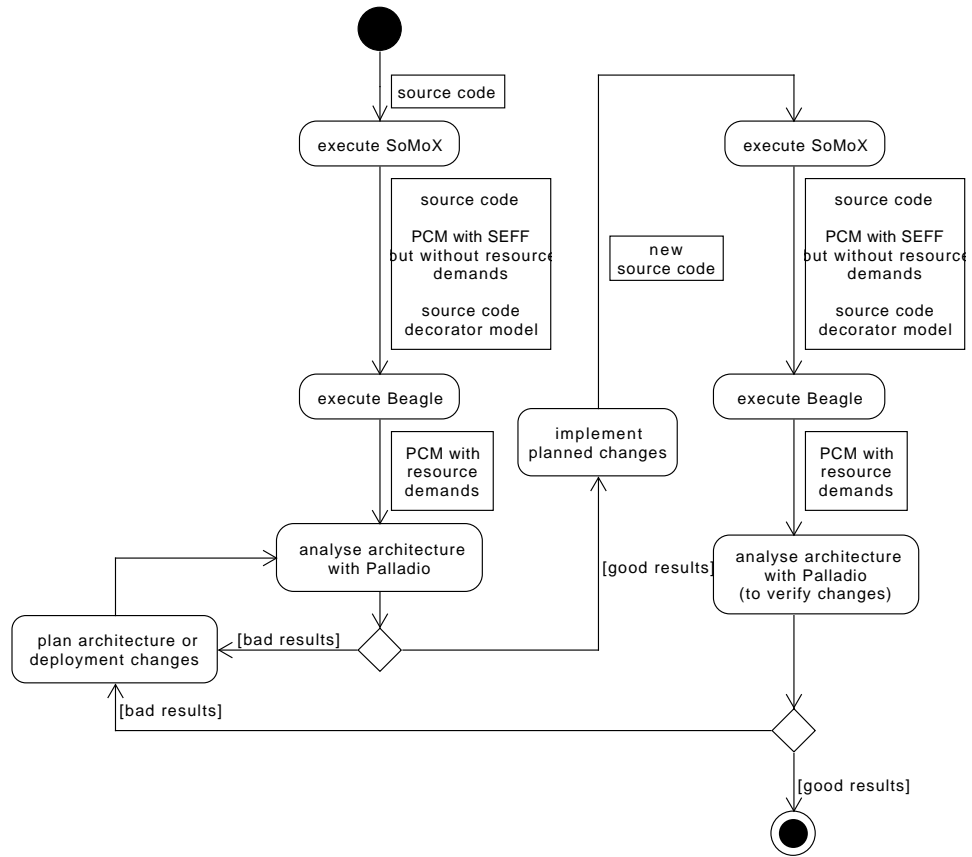 source code
execute SoMoX
source code
PCM with SEFF
but without resource
demands
source code
decorator model
execute Beagle
PCM with
resource
demands
analyse architecture
with Palladio
[bad results]
plan architecture or
deployment changes
[bad results]
[good results]
implement
planned changes
new
source code
execute SoMoX
source code
PCM with SEFF
but without resource
demands
source code
decorator model
execute Beagle
PCM with
resource
demands
analyse architecture
with Palladio
(to verify changes)
[good results]